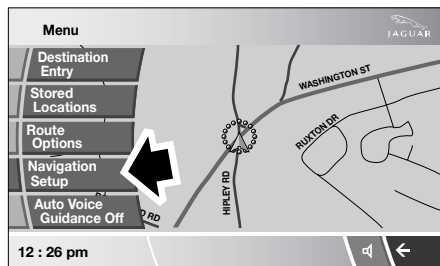 Menu
JAGUAR
Destination
Entry
Stored
Locations
Route
Options
Navigation
Setup
Auto Voice
Guidance Off
WASHINGTON ST
RUXTON DR
HIPLEY RD
RD
12 : 26 pm